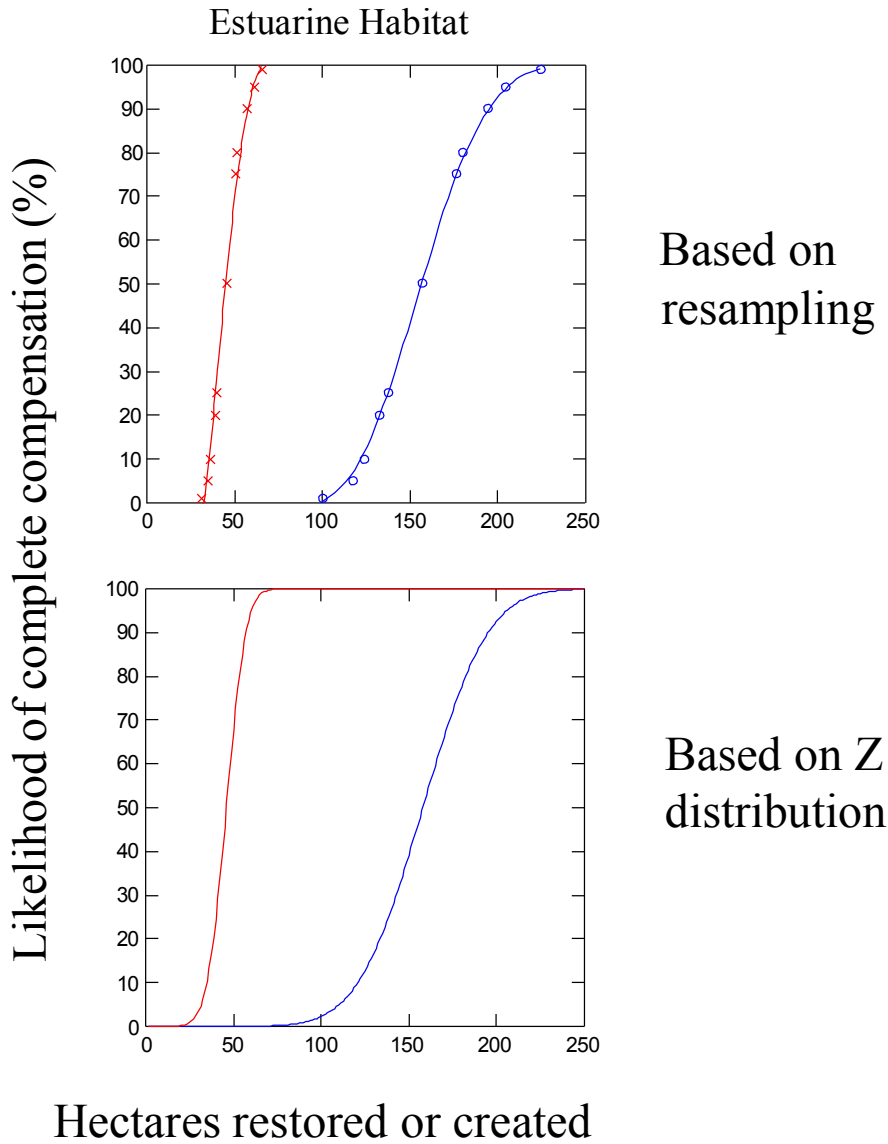 Estuarine Habitat
Likelihood of complete compensation (%)
100
90
80
70
60
50
40
30
20
10
0
0 50 100 150 200 250
Based on
resampling
100
90
80
70
60
50
40
30
20
10
0
0 50 100 150 200 250
Based on Z
distribution
Hectares restored or created